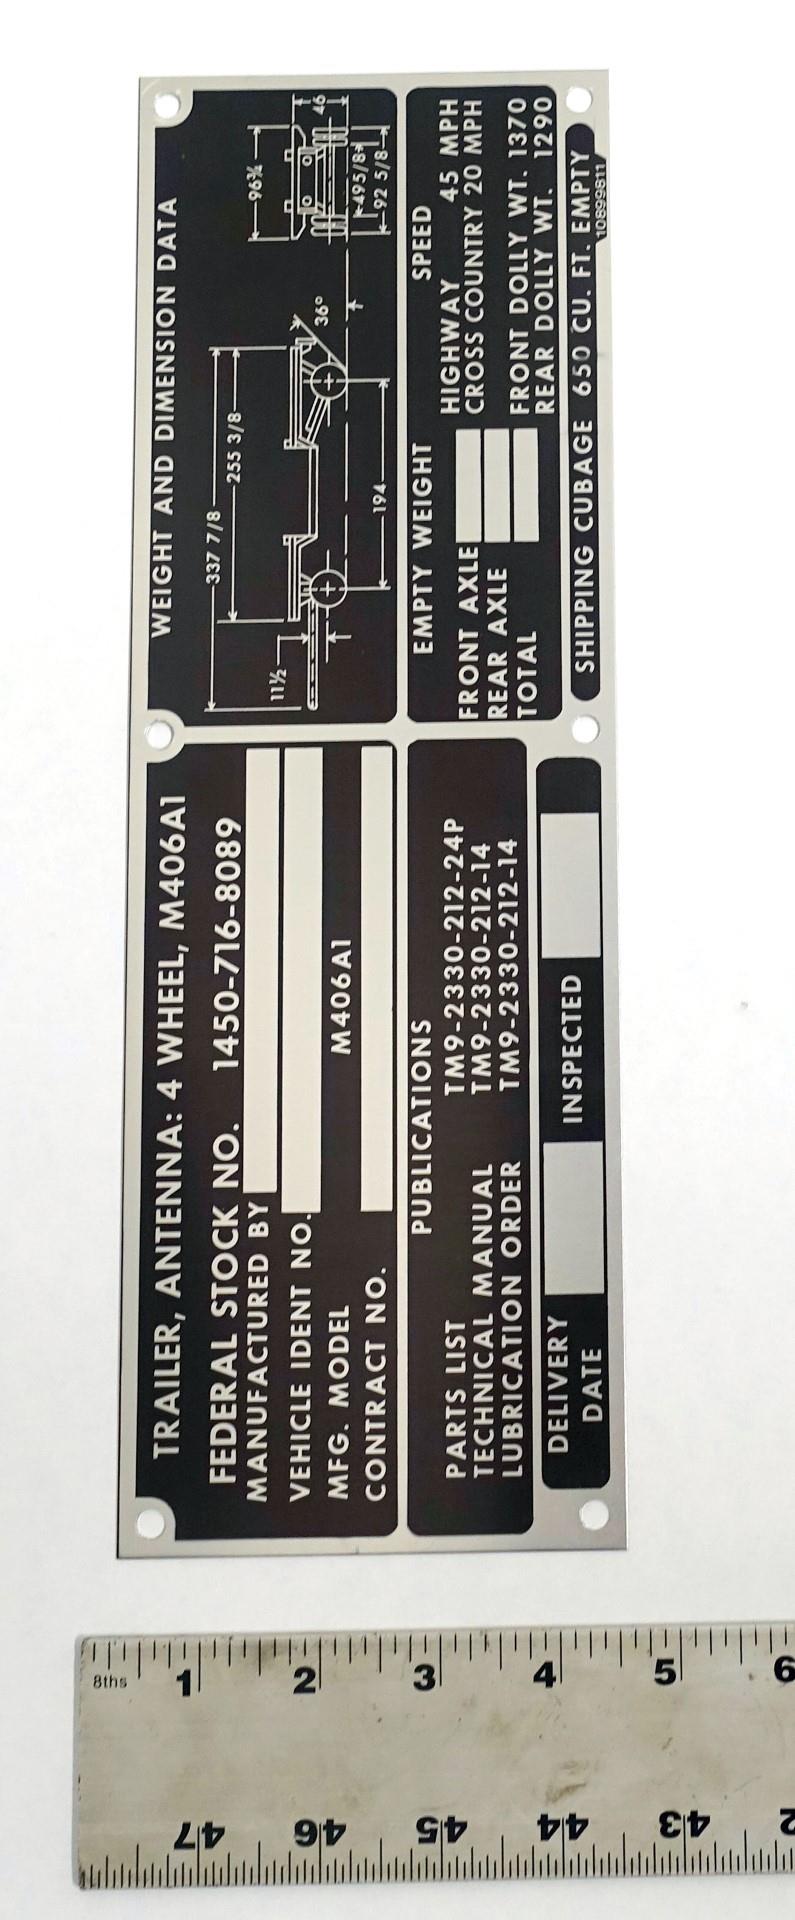 TRAILER, ANTENNA: 4 WHEEL, M406A1
FEDERAL STOCK NO. 1450-716-8089
MANUFACTURED BY
VEHICLE IDENT NO.
MFG. MODEL M406A1
CONTRACT NO.
PUBLICATIONS
PARTS LIST TM9-2330-212-24P
TECHNICAL MANUAL TM9-2330-212-14
LUBRICATION ORDER TM9-2330-212-14
DELIVERY
DATE
INSPECTED
WEIGHT AND DIMENSION DATA
337 7/8
255 3/8
11½
194
36°
96¾
46
495/8
92 5/8
EMPTY WEIGHT
FRONT AXLE
REAR AXLE
TOTAL
SPEED
HIGHWAY 45 MPH
CROSS COUNTRY 20 MPH
FRONT DOLLY WT. 1370
REAR DOLLY WT. 1290
SHIPPING CUBAGE 650 CU. FT. EMPTY
10899811
8ths 1 2 3 4 5 6
47 46 45 44 43 2